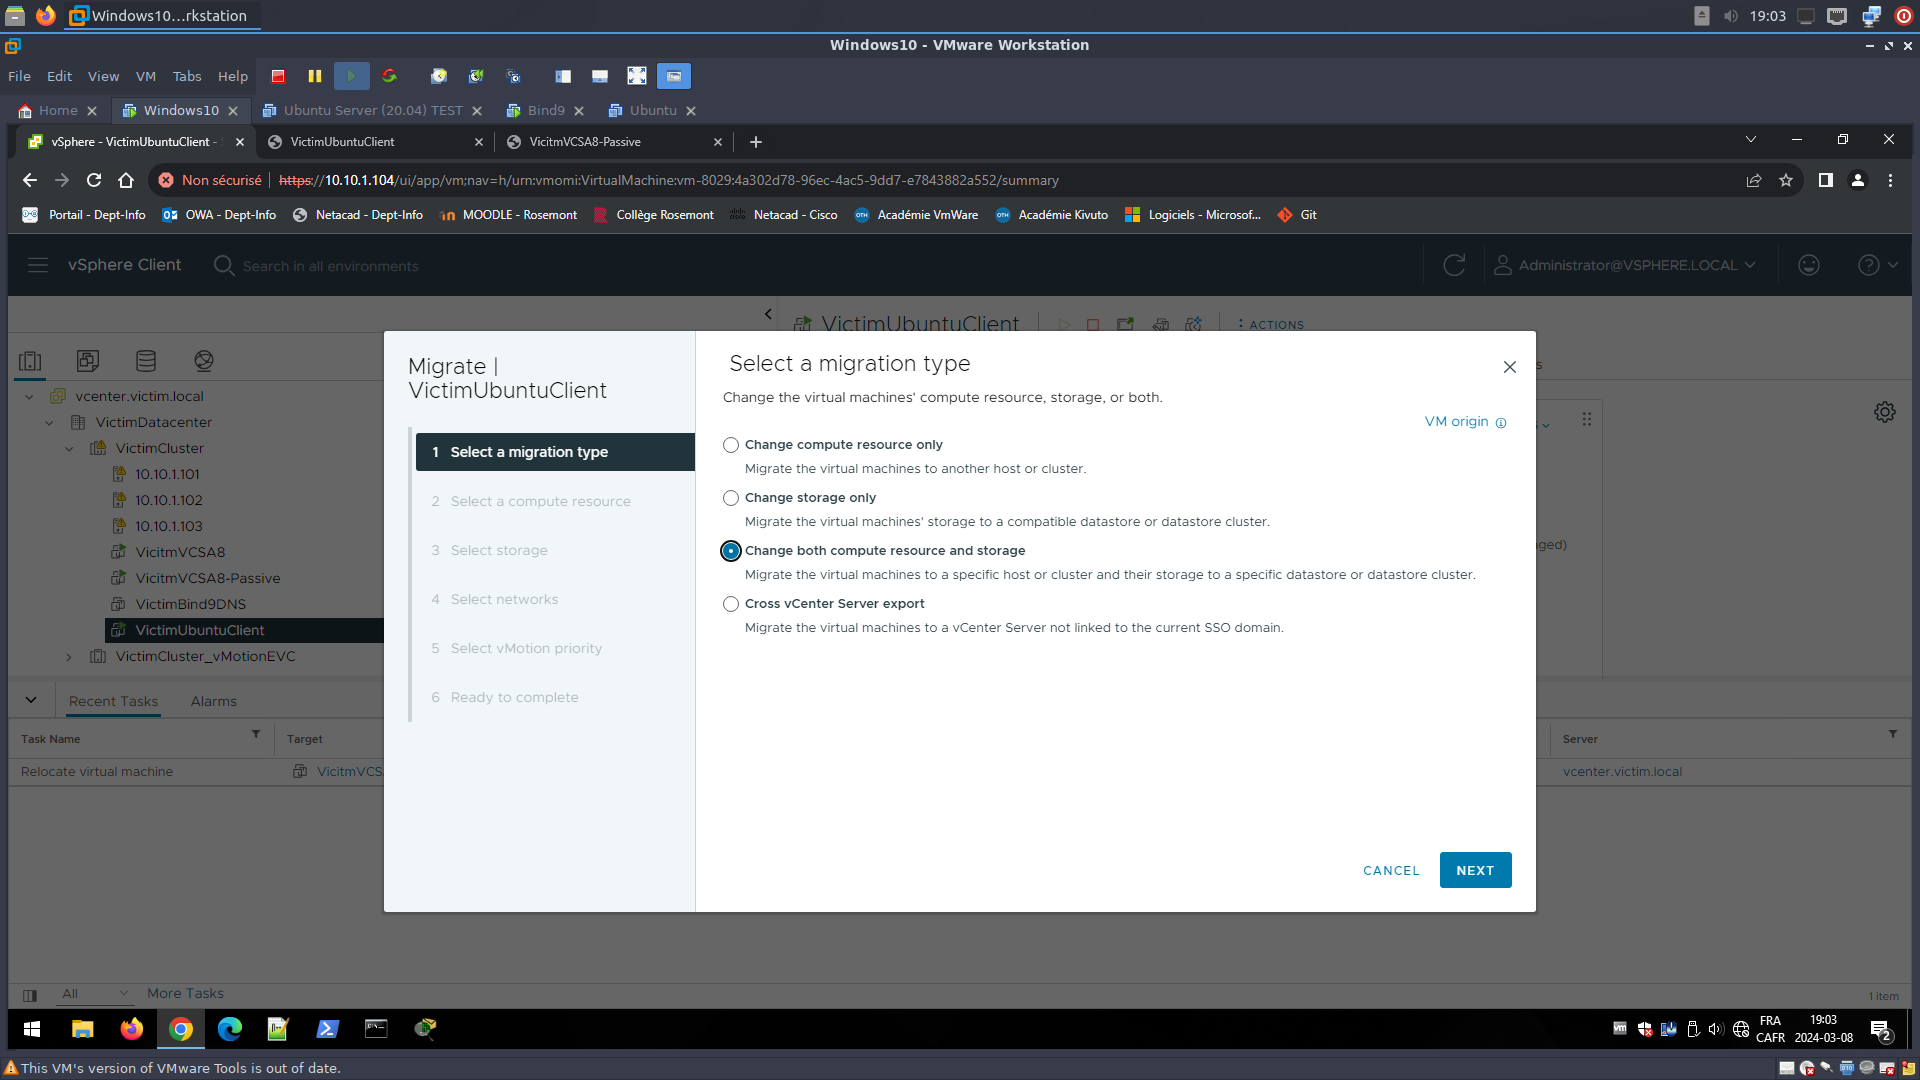 Windows10...rkstation
19:03
Windows10 - VMware Workstation
File Edit View VM Tabs Help
Home Windows10 Ubuntu Server (20.04) TEST Bind9 Ubuntu
vSphere - VictimUbuntuClient - VictimUbuntuClient VicitmVCSA8-Passive
Non sécurisé https://10.10.1.104/ui/app/vm;nav=h/urn:vmomi:VirtualMachine:vm-8029:4a302d78-96ec-4ac5-9dd7-e7843882a552/summary
Portail - Dept-Info OWA - Dept-Info Netacad - Dept-Info MOODLE - Rosemont Collège Rosemont Netacad - Cisco Académie VmWare Académie Kivuto Logiciels - Microsof... Git
vSphere Client Search in all environments Administrator@VSPHERE.LOCAL
VictimUbuntuClient ACTIONS
vcenter.victim.local
VictimDatacenter
VictimCluster
10.10.1.101
10.10.1.102
10.10.1.103
VicitmVCSA8
VicitmVCSA8-Passive
VictimBind9DNS
VictimUbuntuClient
VictimCluster_vMotionEVC
Migrate |
VictimUbuntuClient
1 Select a migration type
2 Select a compute resource
3 Select storage
4 Select networks
5 Select vMotion priority
6 Ready to complete
Select a migration type
Change the virtual machines' compute resource, storage, or both.
VM origin
Change compute resource only
Migrate the virtual machines to another host or cluster.
Change storage only
Migrate the virtual machines' storage to a compatible datastore or datastore cluster.
Change both compute resource and storage
Migrate the virtual machines to a specific host or cluster and their storage to a specific datastore or datastore cluster.
Cross vCenter Server export
Migrate the virtual machines to a vCenter Server not linked to the current SSO domain.
CANCEL NEXT
aged)
Recent Tasks Alarms
Task Name Target Server
Relocate virtual machine VicitmVCS vcenter.victim.local
All More Tasks 1 item
FRA
CAFR
19:03
2024-03-08
2
This VM's version of VMware Tools is out of date.